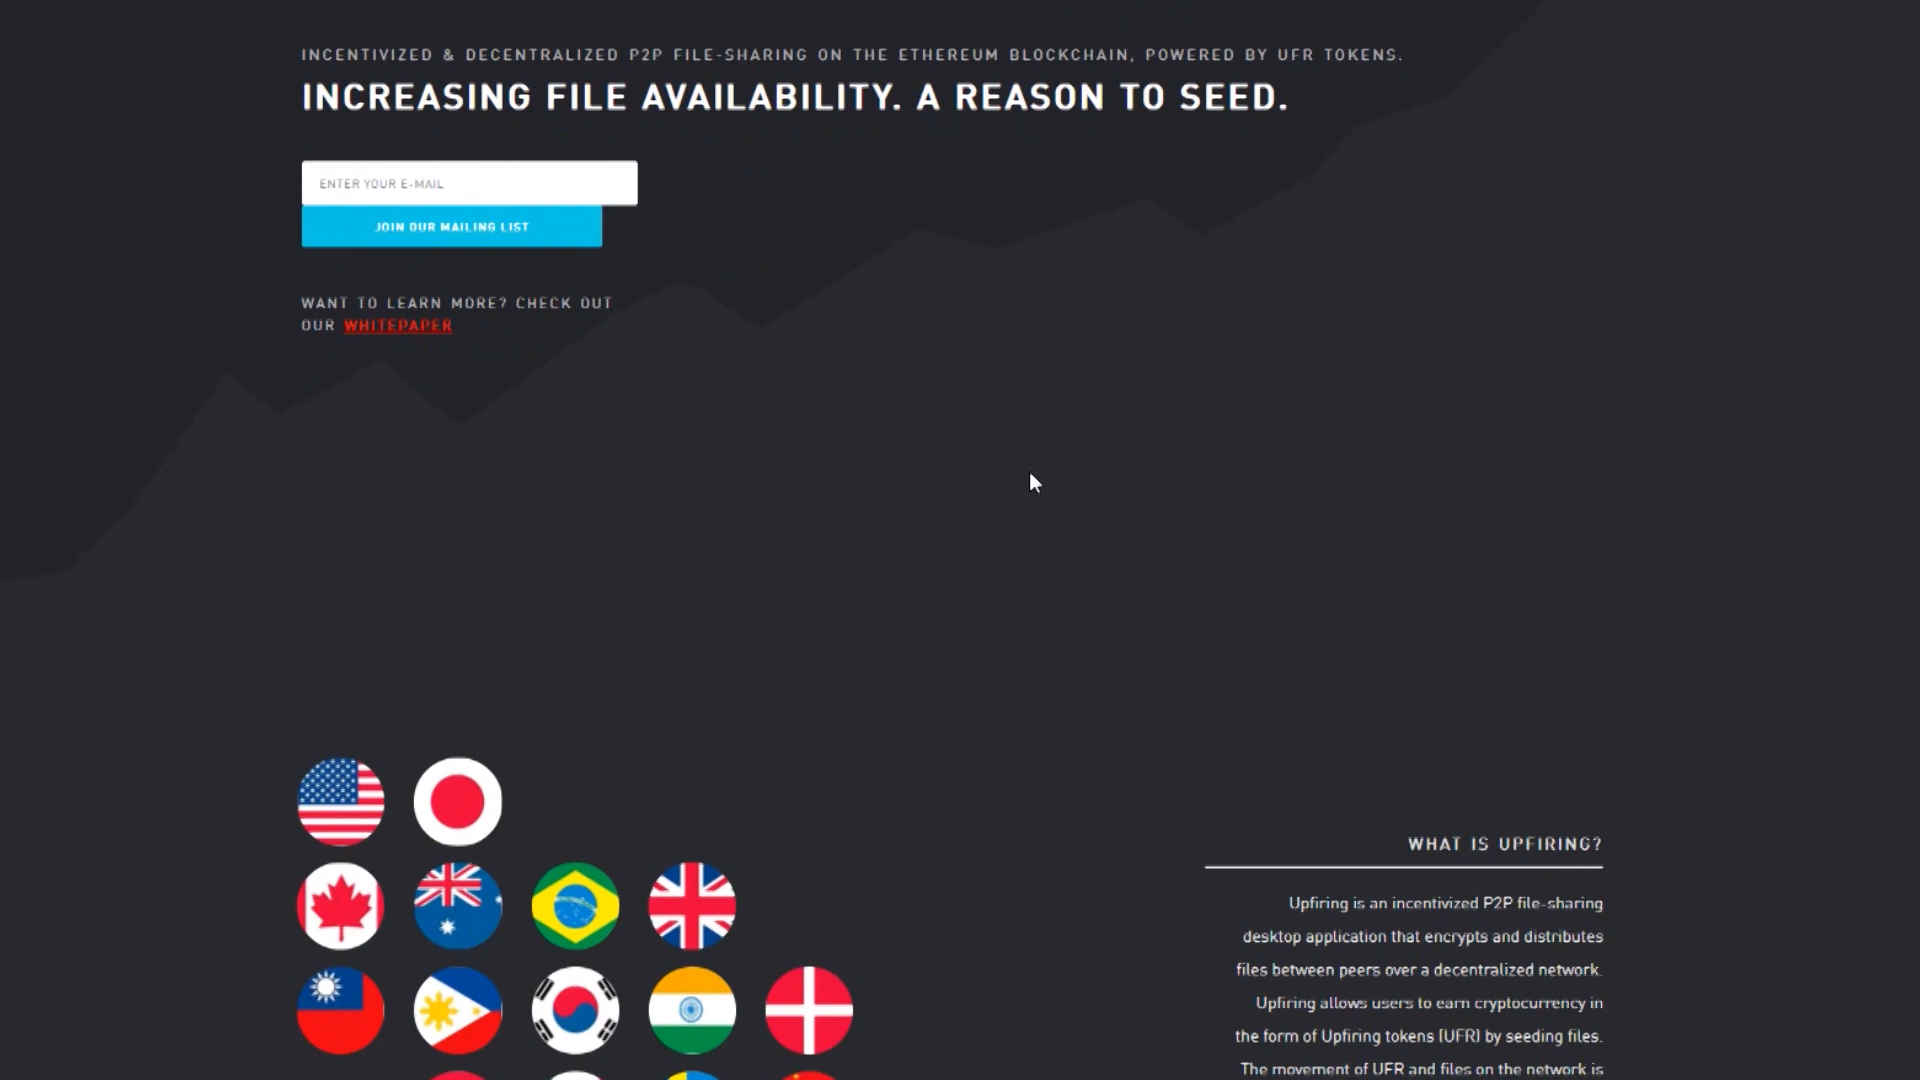 INCENTIVIZED & DECENTRALIZED P2P FILE-SHARING ON THE ETHEREUM BLOCKCHAIN, POWERED BY UFR TOKENS.
INCREASING FILE AVAILABILITY. A REASON TO SEED.
ENTER YOUR E-MAIL
JOIN OUR MAILING LIST
WANT TO LEARN MORE? CHECK OUT
OUR WHITEPAPER
WHAT IS UPFIRING?
Upfiring is an incentivized P2P file-sharing
desktop application that encrypts and distributes
files between peers over a decentralized network.
Upfiring allows users to earn cryptocurrency in
the form of Upfiring tokens (UFR) by seeding files.
The movement of UFR and files on the network is